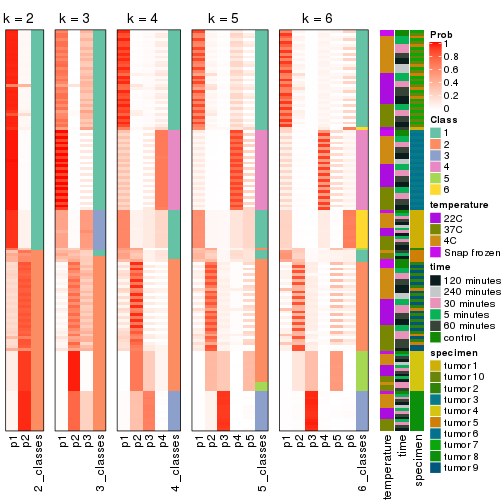 k = 2 k = 3 k = 4 k = 5 k = 6
Prob
1
0.8
0.6
0.4
0.2
0
Class
1
2
3
4
5
6
temperature
22C
37C
4C
Snap frozen
time
120 minutes
240 minutes
30 minutes
5 minutes
60 minutes
control
specimen
tumor 1
tumor 10
tumor 2
tumor 3
tumor 4
tumor 5
tumor 6
tumor 7
tumor 8
tumor 9
p1 p2 2_classes
p1 p2 p3 3_classes
p1 p2 p3 p4 4_classes
p1 p2 p3 p4 p5 5_classes
p1 p2 p3 p4 p5 p6 6_classes
temperature time specimen